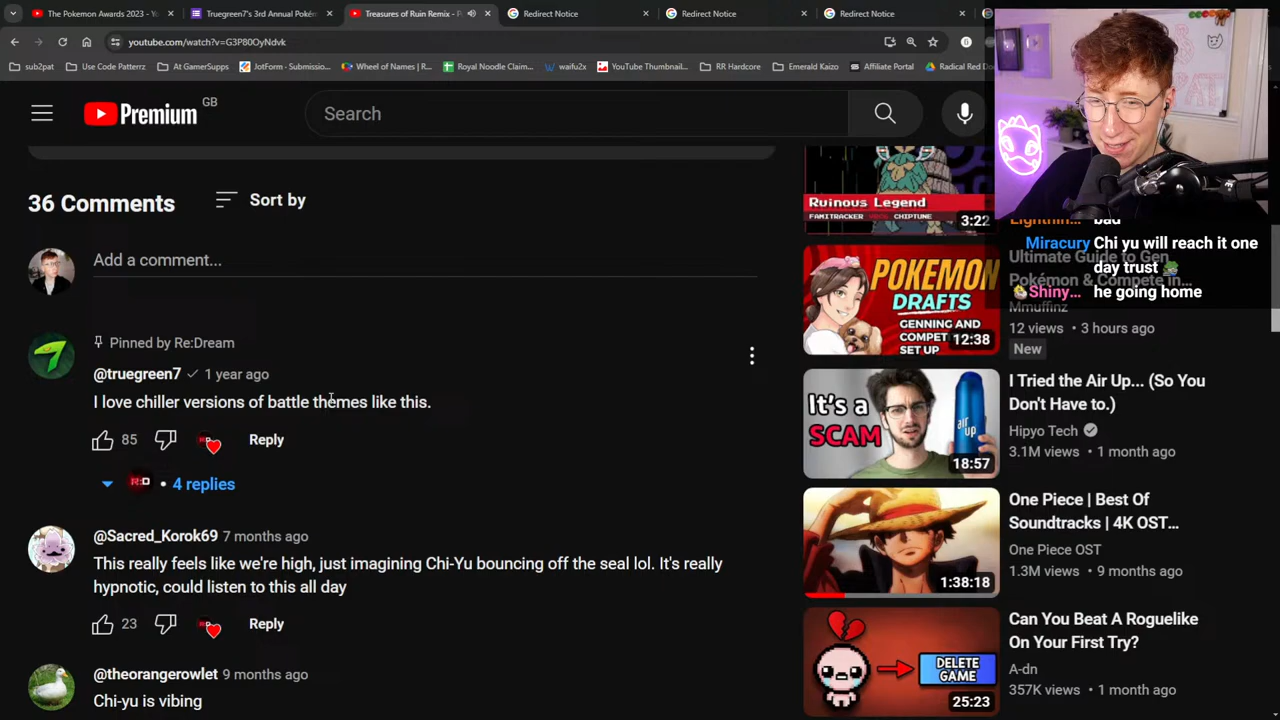 The Pokemon Awards 2023 - Y
Truegreen7's 3rd Annual Pokém
Treasures of Ruin Remix - P
Redirect Notice
Redirect Notice
Redirect Notice
youtube.com/watch?v=G3P80OyNdvk
sub2pat
Use Code Patterrz
At GamerSupps
JotForm - Submissio...
Wheel of Names | R...
Royal Noodle Claim...
waifu2x
YouTube Thumbnail...
RR Hardcore
Emerald Kaizo
Affiliate Portal
Radical Red
Premium
GB
Search
36 Comments
Sort by
Add a comment...
Pinned by Re:Dream
@truegreen7 1 year ago
I love chiller versions of battle themes like this.
85
Reply
R:D
• 4 replies
@Sacred_Korok69 7 months ago
This really feels like we're high, just imagining Chi-Yu bouncing off the seal lol. It's really
hypnotic, could listen to this all day
23
Reply
@theorangerowlet 9 months ago
Chi-yu is vibing
Ruinous Legend
FAMITRACKER
CHIPTUNE
3:22
bad
Miracury Chi yu will reach it one
day trust
Shiny... he going home
POKEMON
DRAFTS
GENNING AND
COMPET
SET UP
12:38
Ultimate Guide to Gen
Pokémon & Compete in...
Mmuffinz
12 views • 3 hours ago
New
It's a
SCAM
air up
18:57
I Tried the Air Up... (So You
Don't Have to.)
Hipyo Tech
3.1M views • 1 month ago
1:38:18
One Piece | Best Of
Soundtracks | 4K OST...
One Piece OST
1.3M views • 9 months ago
DELETE
GAME
25:23
Can You Beat A Roguelike
On Your First Try?
A-dn
357K views • 1 month ago